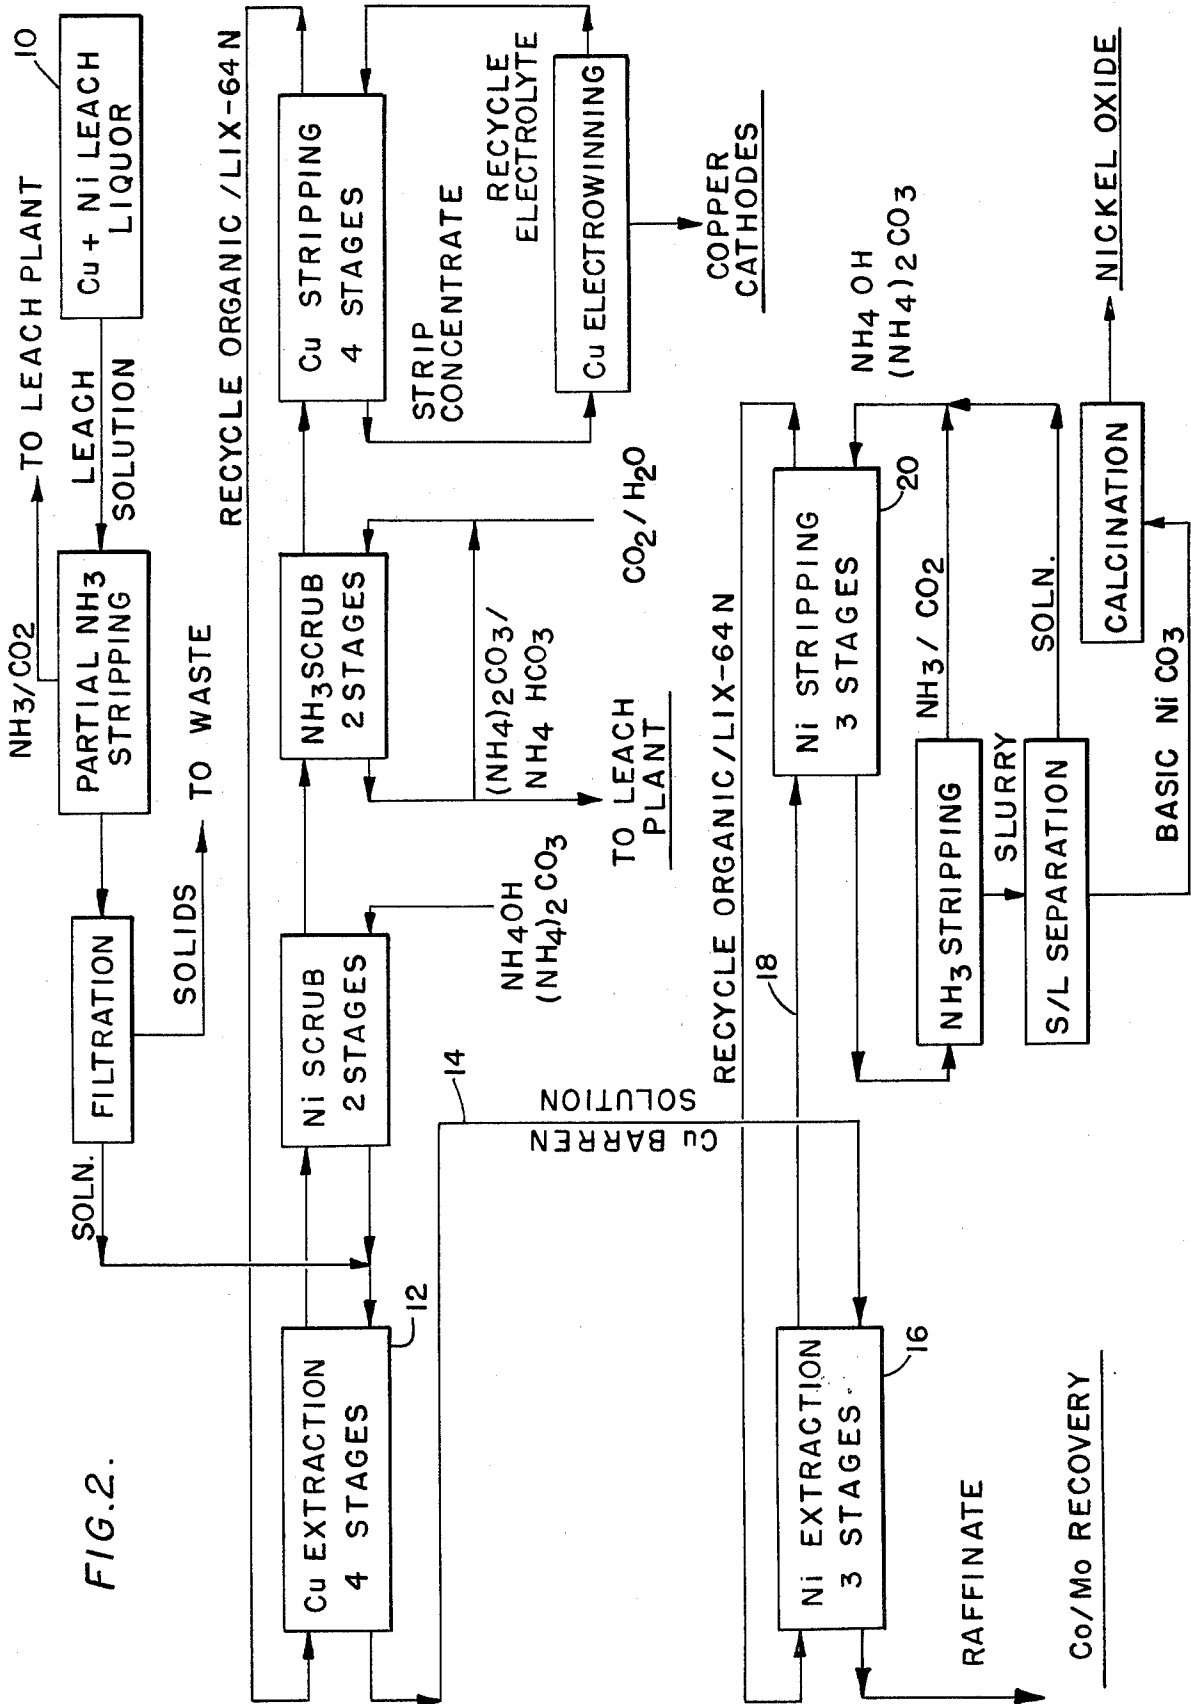 FIG.2.
NH3/CO2
TO LEACH PLANT
10
Cu + Ni LEACH
LIQUOR
LEACH
SOLUTION
PARTIAL NH3
STRIPPING
FILTRATION
SOLIDS
TO WASTE
SOLN.
RECYCLE ORGANIC/LIX-64N
Cu EXTRACTION
4 STAGES
12
Ni SCRUB
2 STAGES
NH4OH
(NH4)2CO3
NH3 SCRUB
2 STAGES
(NH4)2CO3/
NH4 HCO3
CO2/H2O
TO LEACH
PLANT
Cu STRIPPING
4 STAGES
STRIP
CONCENTRATE
RECYCLE
ELECTROLYTE
Cu ELECTROWINNING
COPPER
CATHODES
14
Cu BARREN
SOLUTION
RECYCLE ORGANIC/LIX-64N
Ni EXTRACTION
3 STAGES
16
18
Ni STRIPPING
3 STAGES
20
NH4OH
(NH4)2CO3
RAFFINATE
Co/Mo RECOVERY
NH3 STRIPPING
NH3/CO2
SLURRY
S/L SEPARATION
SOLN.
BASIC NiCO3
CALCINATION
NICKEL OXIDE